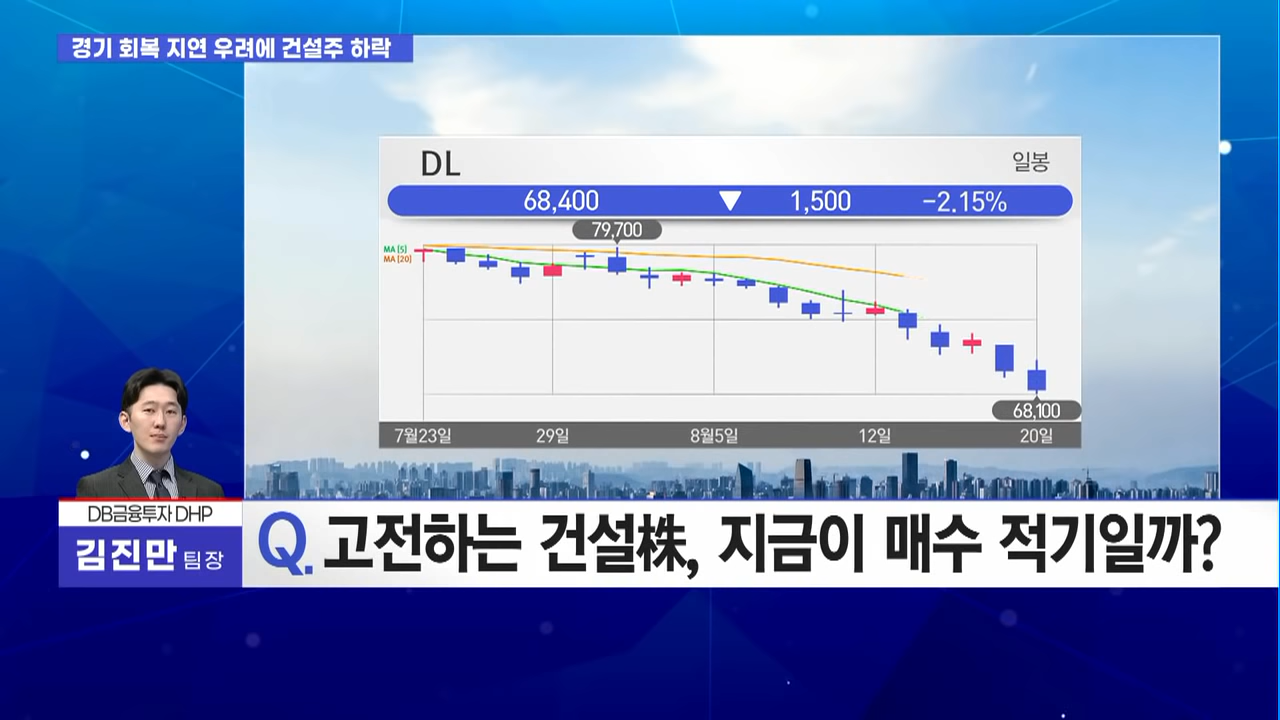 경기 회복 지연 우려에 건설주 하락
DL
일봉
68,400 ▼ 1,500 -2.15%
79,700
MA [5]
MA [20]
68,100
7월23일 29일 8월5일 12일 20일
DB금융투자 DHP
김진만 팀장
Q. 고전하는 건설株, 지금이 매수 적기일까?